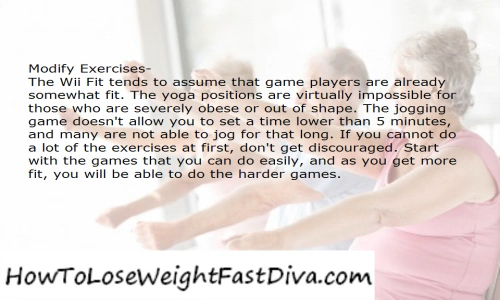 Modify Exercises-
The Wii Fit tends to assume that game players are already
somewhat fit. The yoga positions are virtually impossible for
those who are severely obese or out of shape. The jogging
game doesn't allow you to set a time lower than 5 minutes,
and many are not able to jog for that long. If you cannot do
a lot of the exercises at first, don't get discouraged. Start
with the games that you can do easily, and as you get more
fit, you will be able to do the harder games.
HowToLoseWeightFastDiva.com